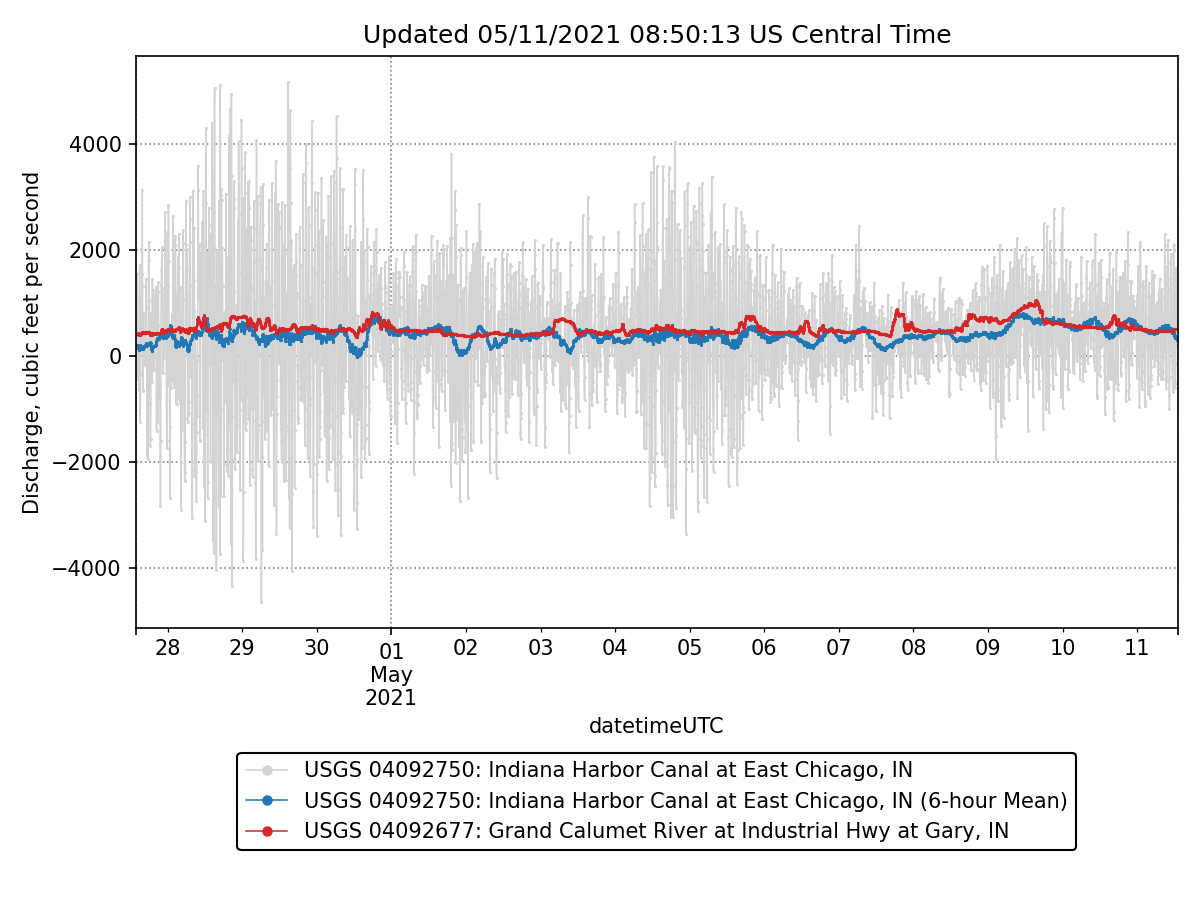 Updated 05/11/2021 08:50:13 US Central Time
Discharge, cubic feet per second
4000
2000
0
−2000
−4000
28 29 30 01 02 03 04 05 06 07 08 09 10 11
May
2021
datetimeUTC
USGS 04092750: Indiana Harbor Canal at East Chicago, IN
USGS 04092750: Indiana Harbor Canal at East Chicago, IN (6-hour Mean)
USGS 04092677: Grand Calumet River at Industrial Hwy at Gary, IN